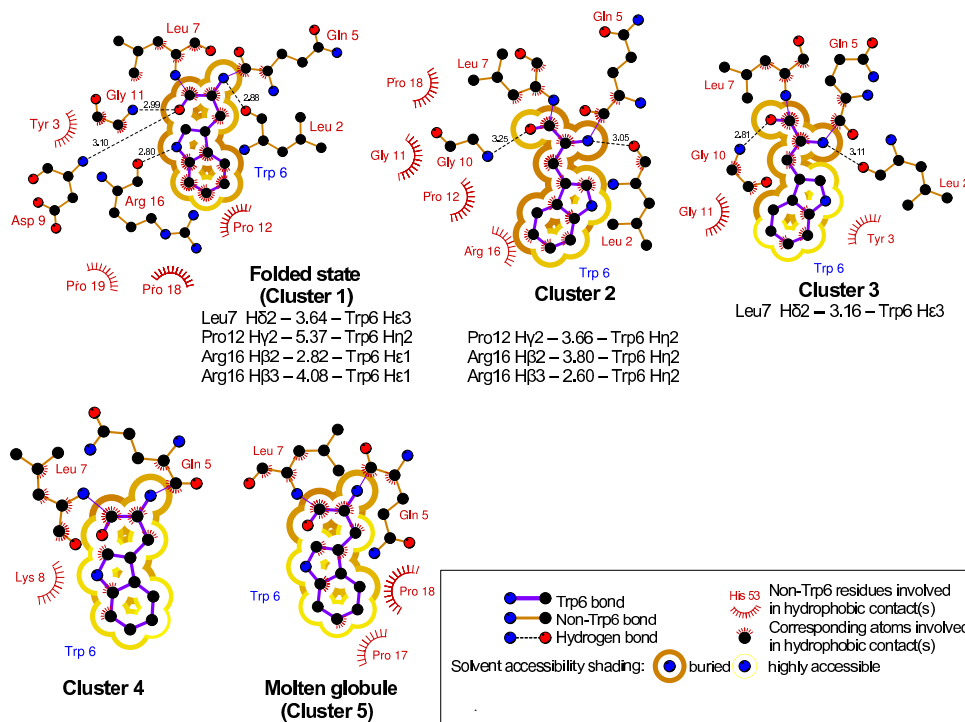 Leu 7
Gln 5
Gly 11
2.99
2.88
Tyr 3
3.10
2.80
Leu 2
Trp 6
Arg 16
Asp 9
Pro 12
Pro 19
Pro 18
Folded state
(Cluster 1)
Leu7 Hδ2 – 3.64 – Trp6 Hε3
Pro12 Hγ2 – 5.37 – Trp6 Hη2
Arg16 Hβ2 – 2.82 – Trp6 Hε1
Arg16 Hβ3 – 4.08 – Trp6 Hε1
Gln 5
Leu 7
Pro 18
3.25
3.05
Gly 11
Gly 10
Pro 12
Arg 16
Leu 2
Trp 6
Cluster 2
Pro12 Hγ2 – 3.66 – Trp6 Hη2
Arg16 Hβ2 – 3.80 – Trp6 Hη2
Arg16 Hβ3 – 2.60 – Trp6 Hη2
Gln 5
Leu 7
2.81
Gly 10
3.11
Leu 2
Gly 11
Tyr 3
Trp 6
Cluster 3
Leu7 Hδ2 – 3.16 – Trp6 Hε3
Leu 7
Gln 5
Lys 8
Trp 6
Cluster 4
Leu 7
Gln 5
Trp 6
Pro 18
Pro 17
Molten globule
(Cluster 5)
Trp6 bond
Non-Trp6 bond
Hydrogen bond
His 53
Non-Trp6 residues involved
in hydrophobic contact(s)
Corresponding atoms involved
in hydrophobic contact(s)
Solvent accessibility shading: buried highly accessible